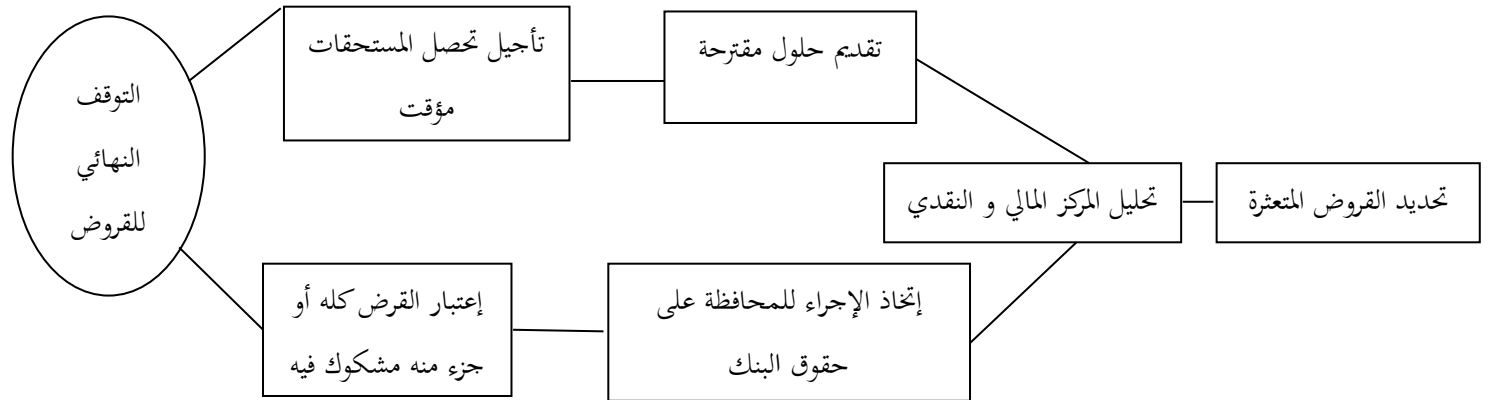 تحديد القروض المتعثرة
تحليل المركز المالي و النقدي
تقديم حلول مقترحة
تأجيل تحصل المستحقات
مؤقت
إتخاذ الإجراء للمحافظة على
حقوق البنك
إعتبار القرض كله أو
جزء منه مشكوك فيه
التوقف
النهائي
للقروض